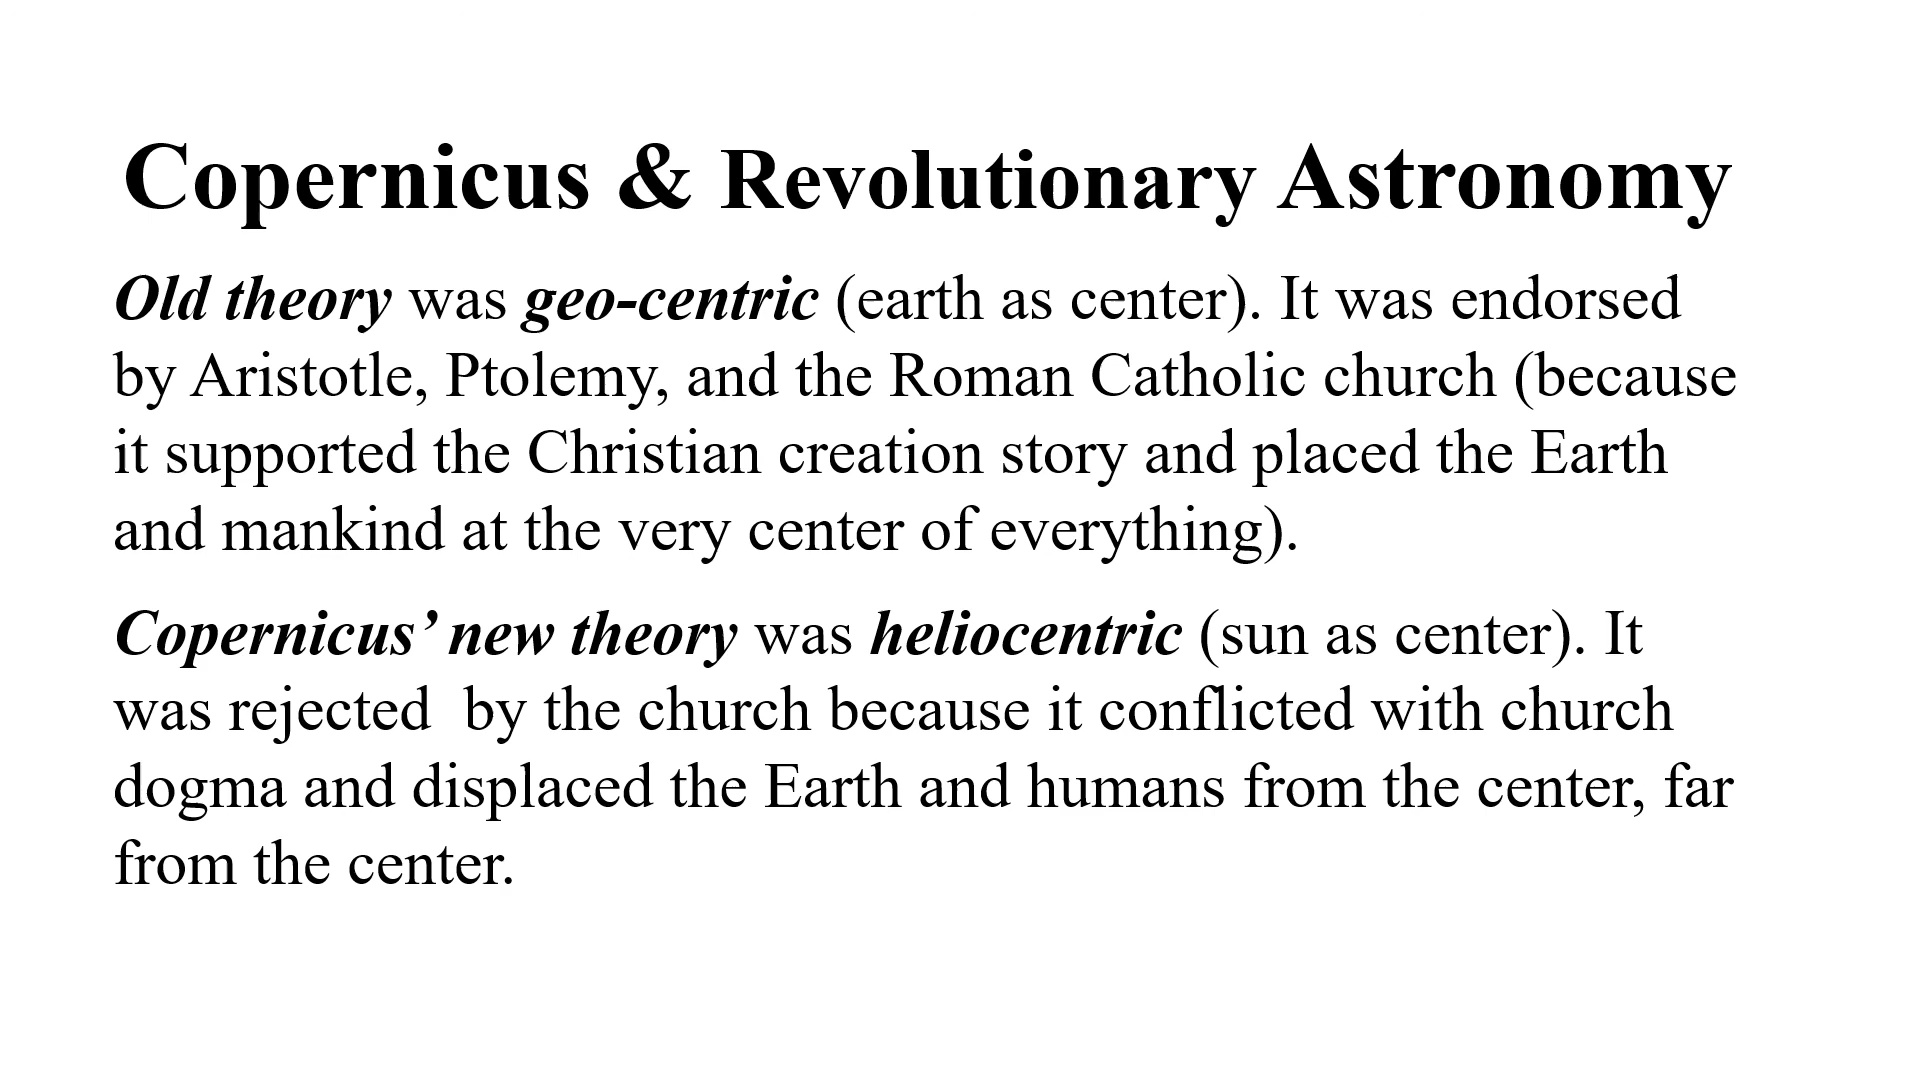 Copernicus & Revolutionary Astronomy
Old theory was geo-centric (earth as center). It was endorsed
by Aristotle, Ptolemy, and the Roman Catholic church (because
it supported the Christian creation story and placed the Earth
and mankind at the very center of everything).
Copernicus’ new theory was heliocentric (sun as center). It
was rejected  by the church because it conflicted with church
dogma and displaced the Earth and humans from the center, far
from the center.